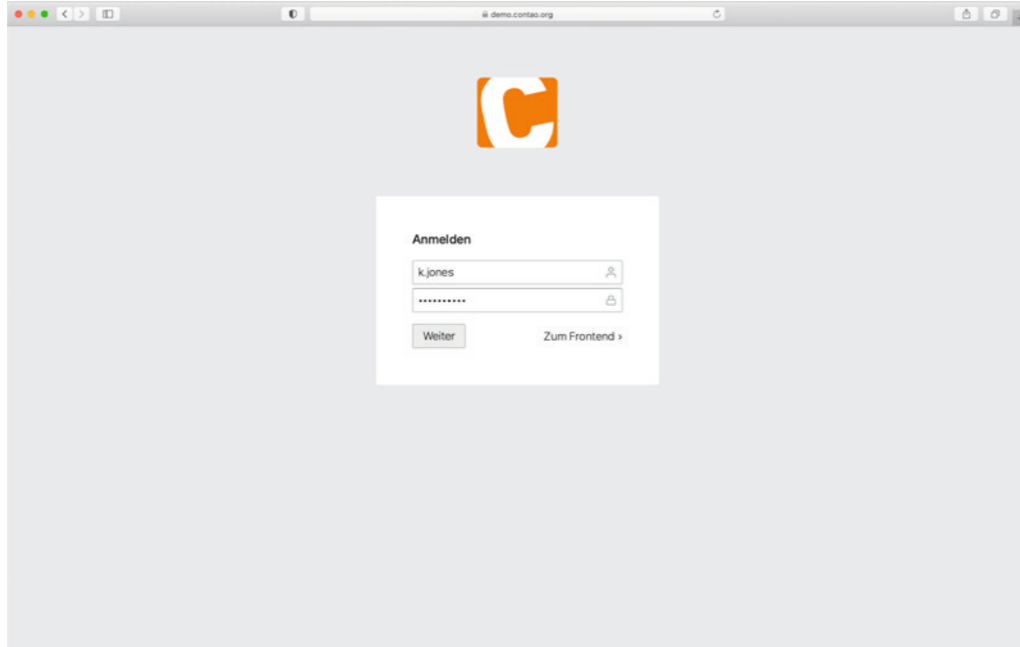 demo.contao.org
Anmelden
k.jones
••••••••••
Weiter
Zum Frontend ›